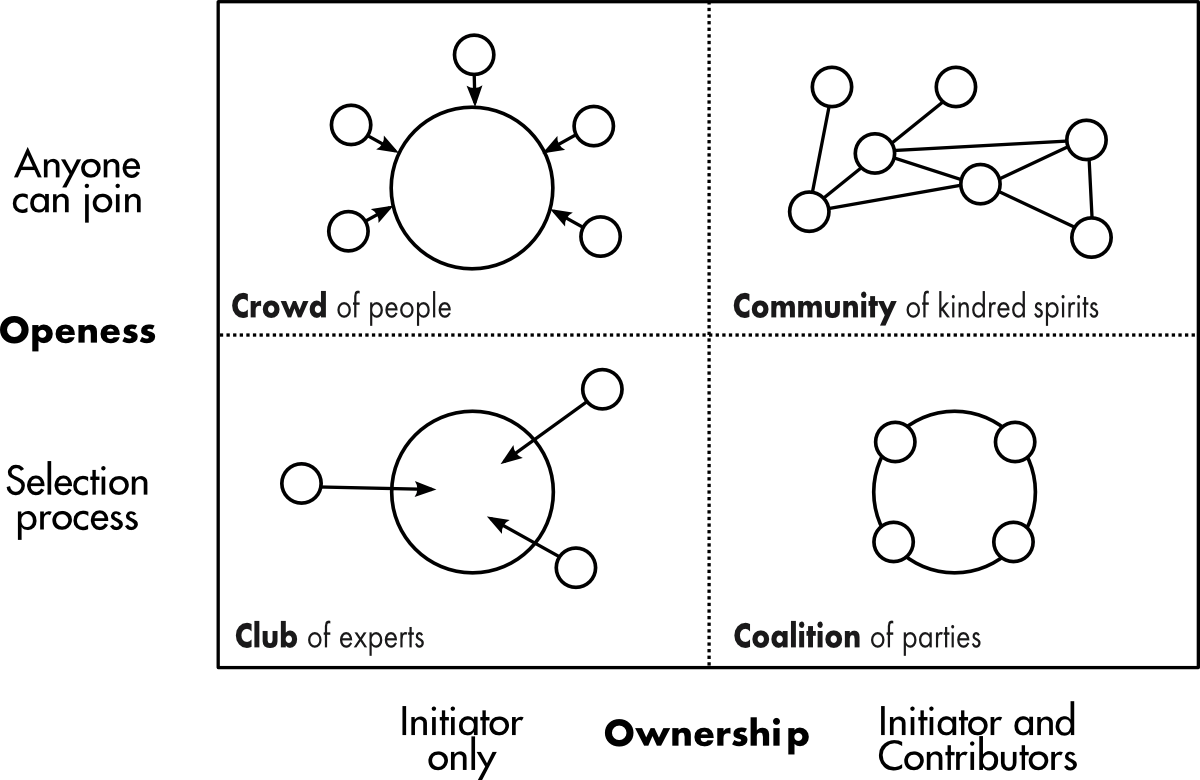 Anyone
can join
Crowd of people
Community of kindred spirits
Openess
Selection
process
Club of experts
Coalition of parties
Initiator
only
Ownership
Initiator and
Contributors